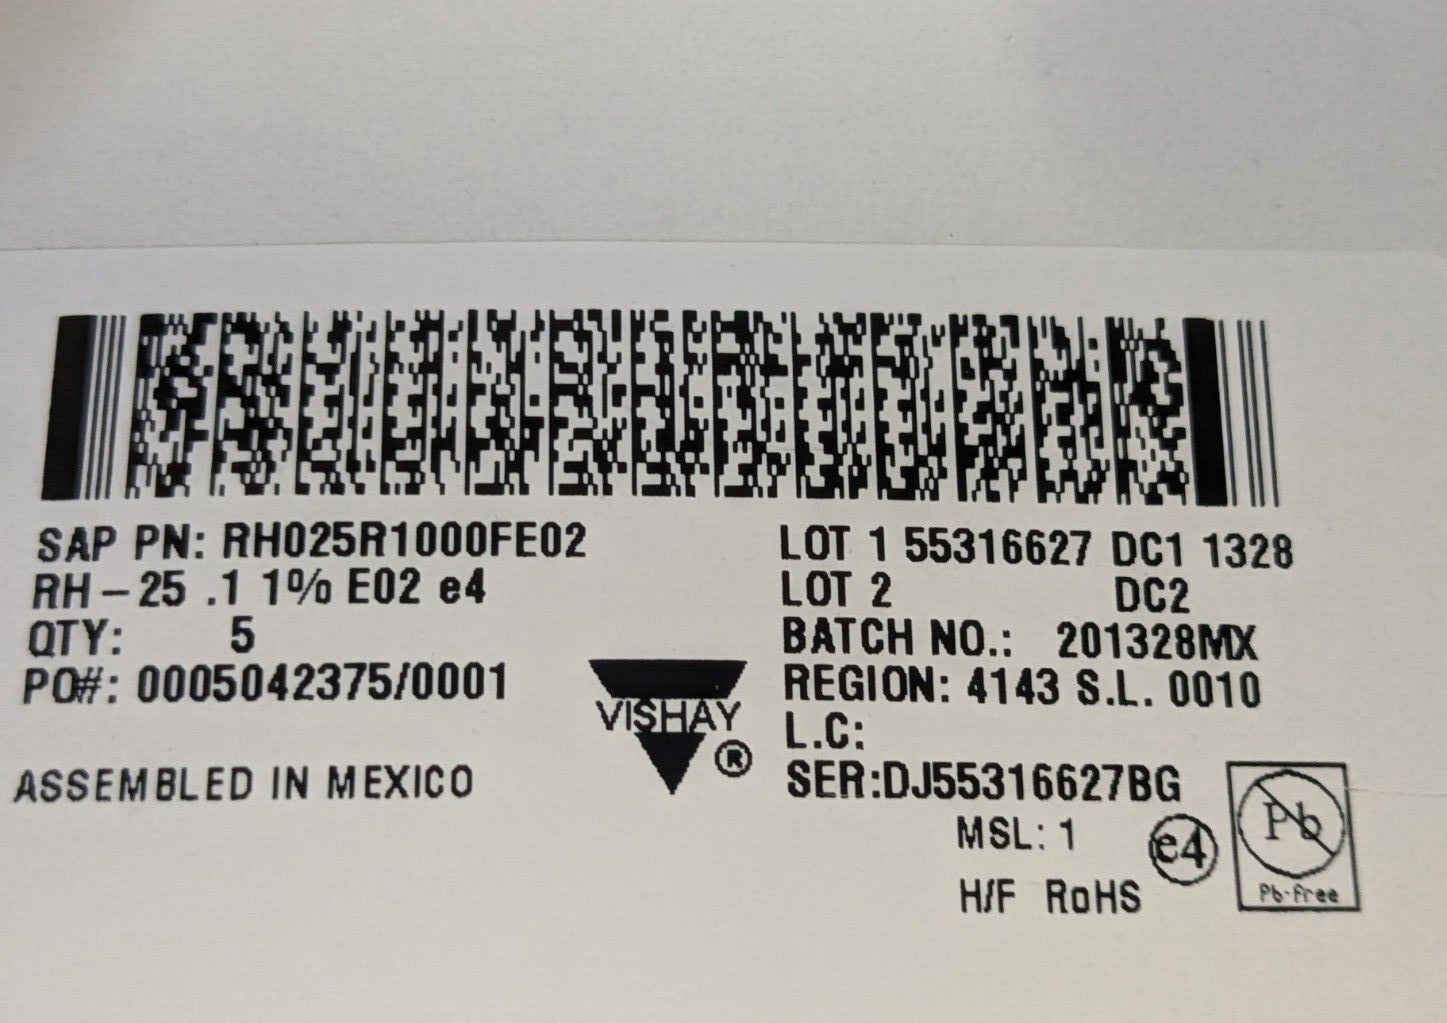 SAP PN: RH025R1000FE02
RH-25 .1 1% E02 e4
QTY: 5
PO#: 0005042375/0001
ASSEMBLED IN MEXICO
VISHAY
®
LOT 1 55316627 DC1 1328
LOT 2 DC2
BATCH NO.: 201328MX
REGION: 4143 S.L. 0010
L.C:
SER:DJ55316627BG
MSL: 1
e4
H/F RoHS
Pb
Pb-free